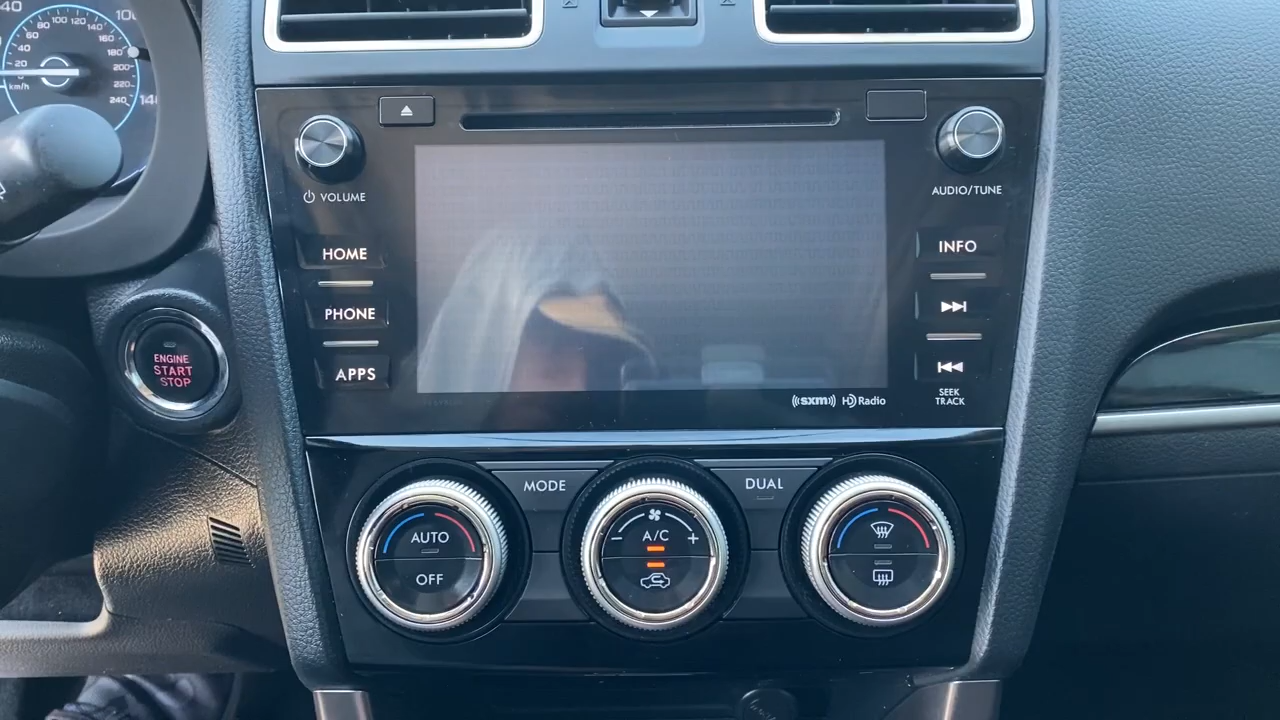 40
100
120
80
140
60
160
40
180
20
200
km/h
220
240
VOLUME
AUDIO/TUNE
HOME
INFO
PHONE
APPS
SEEK
TRACK
((sxm)) HD Radio
ENGINE
START
STOP
MODE
DUAL
AUTO
OFF
A/C
- +